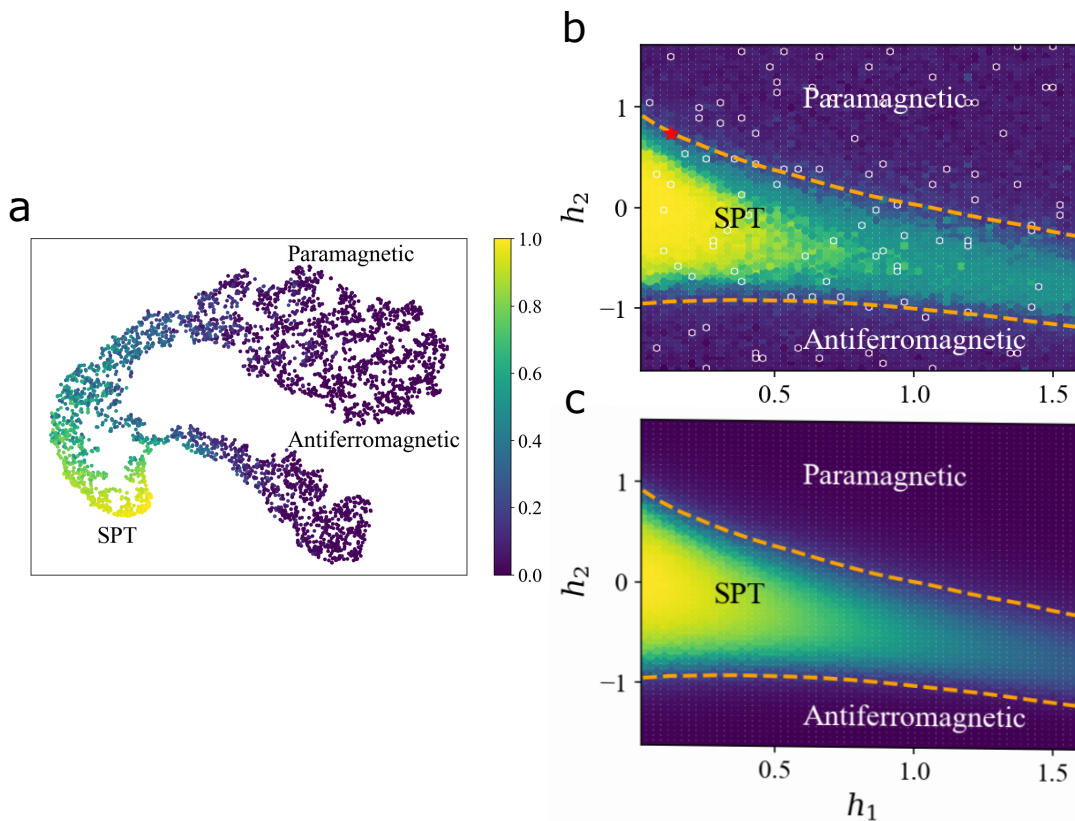 a
Paramagnetic
Antiferromagnetic
SPT
1.0
0.8
0.6
0.4
0.2
0.0
b
h₂
1
0
−1
Paramagnetic
SPT
Antiferromagnetic
0.5
1.0
1.5
c
h₂
1
0
−1
Paramagnetic
SPT
Antiferromagnetic
0.5
1.0
1.5
h₁